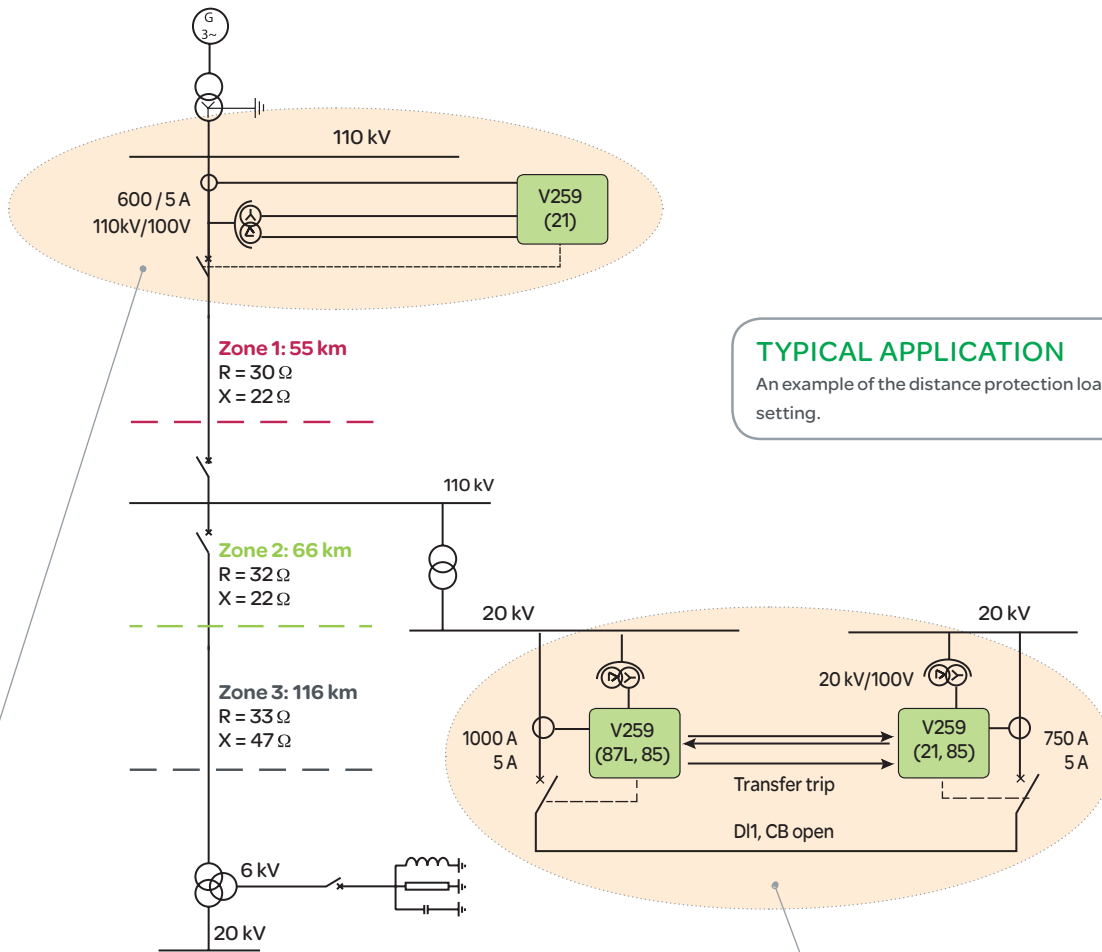 G
3~
110 kV
600 / 5 A
110kV/100V
V259
(21)
Zone 1: 55 km
R = 30 Ω
X = 22 Ω
TYPICAL APPLICATION
An example of the distance protection loa
setting.
110 kV
Zone 2: 66 km
R = 32 Ω
X = 22 Ω
20 kV
20 kV
Zone 3: 116 km
R = 33 Ω
X = 47 Ω
20 kV/100V
1000 A
5 A
V259
(87L, 85)
V259
(21, 85)
750 A
5 A
Transfer trip
DI1, CB open
6 kV
20 kV